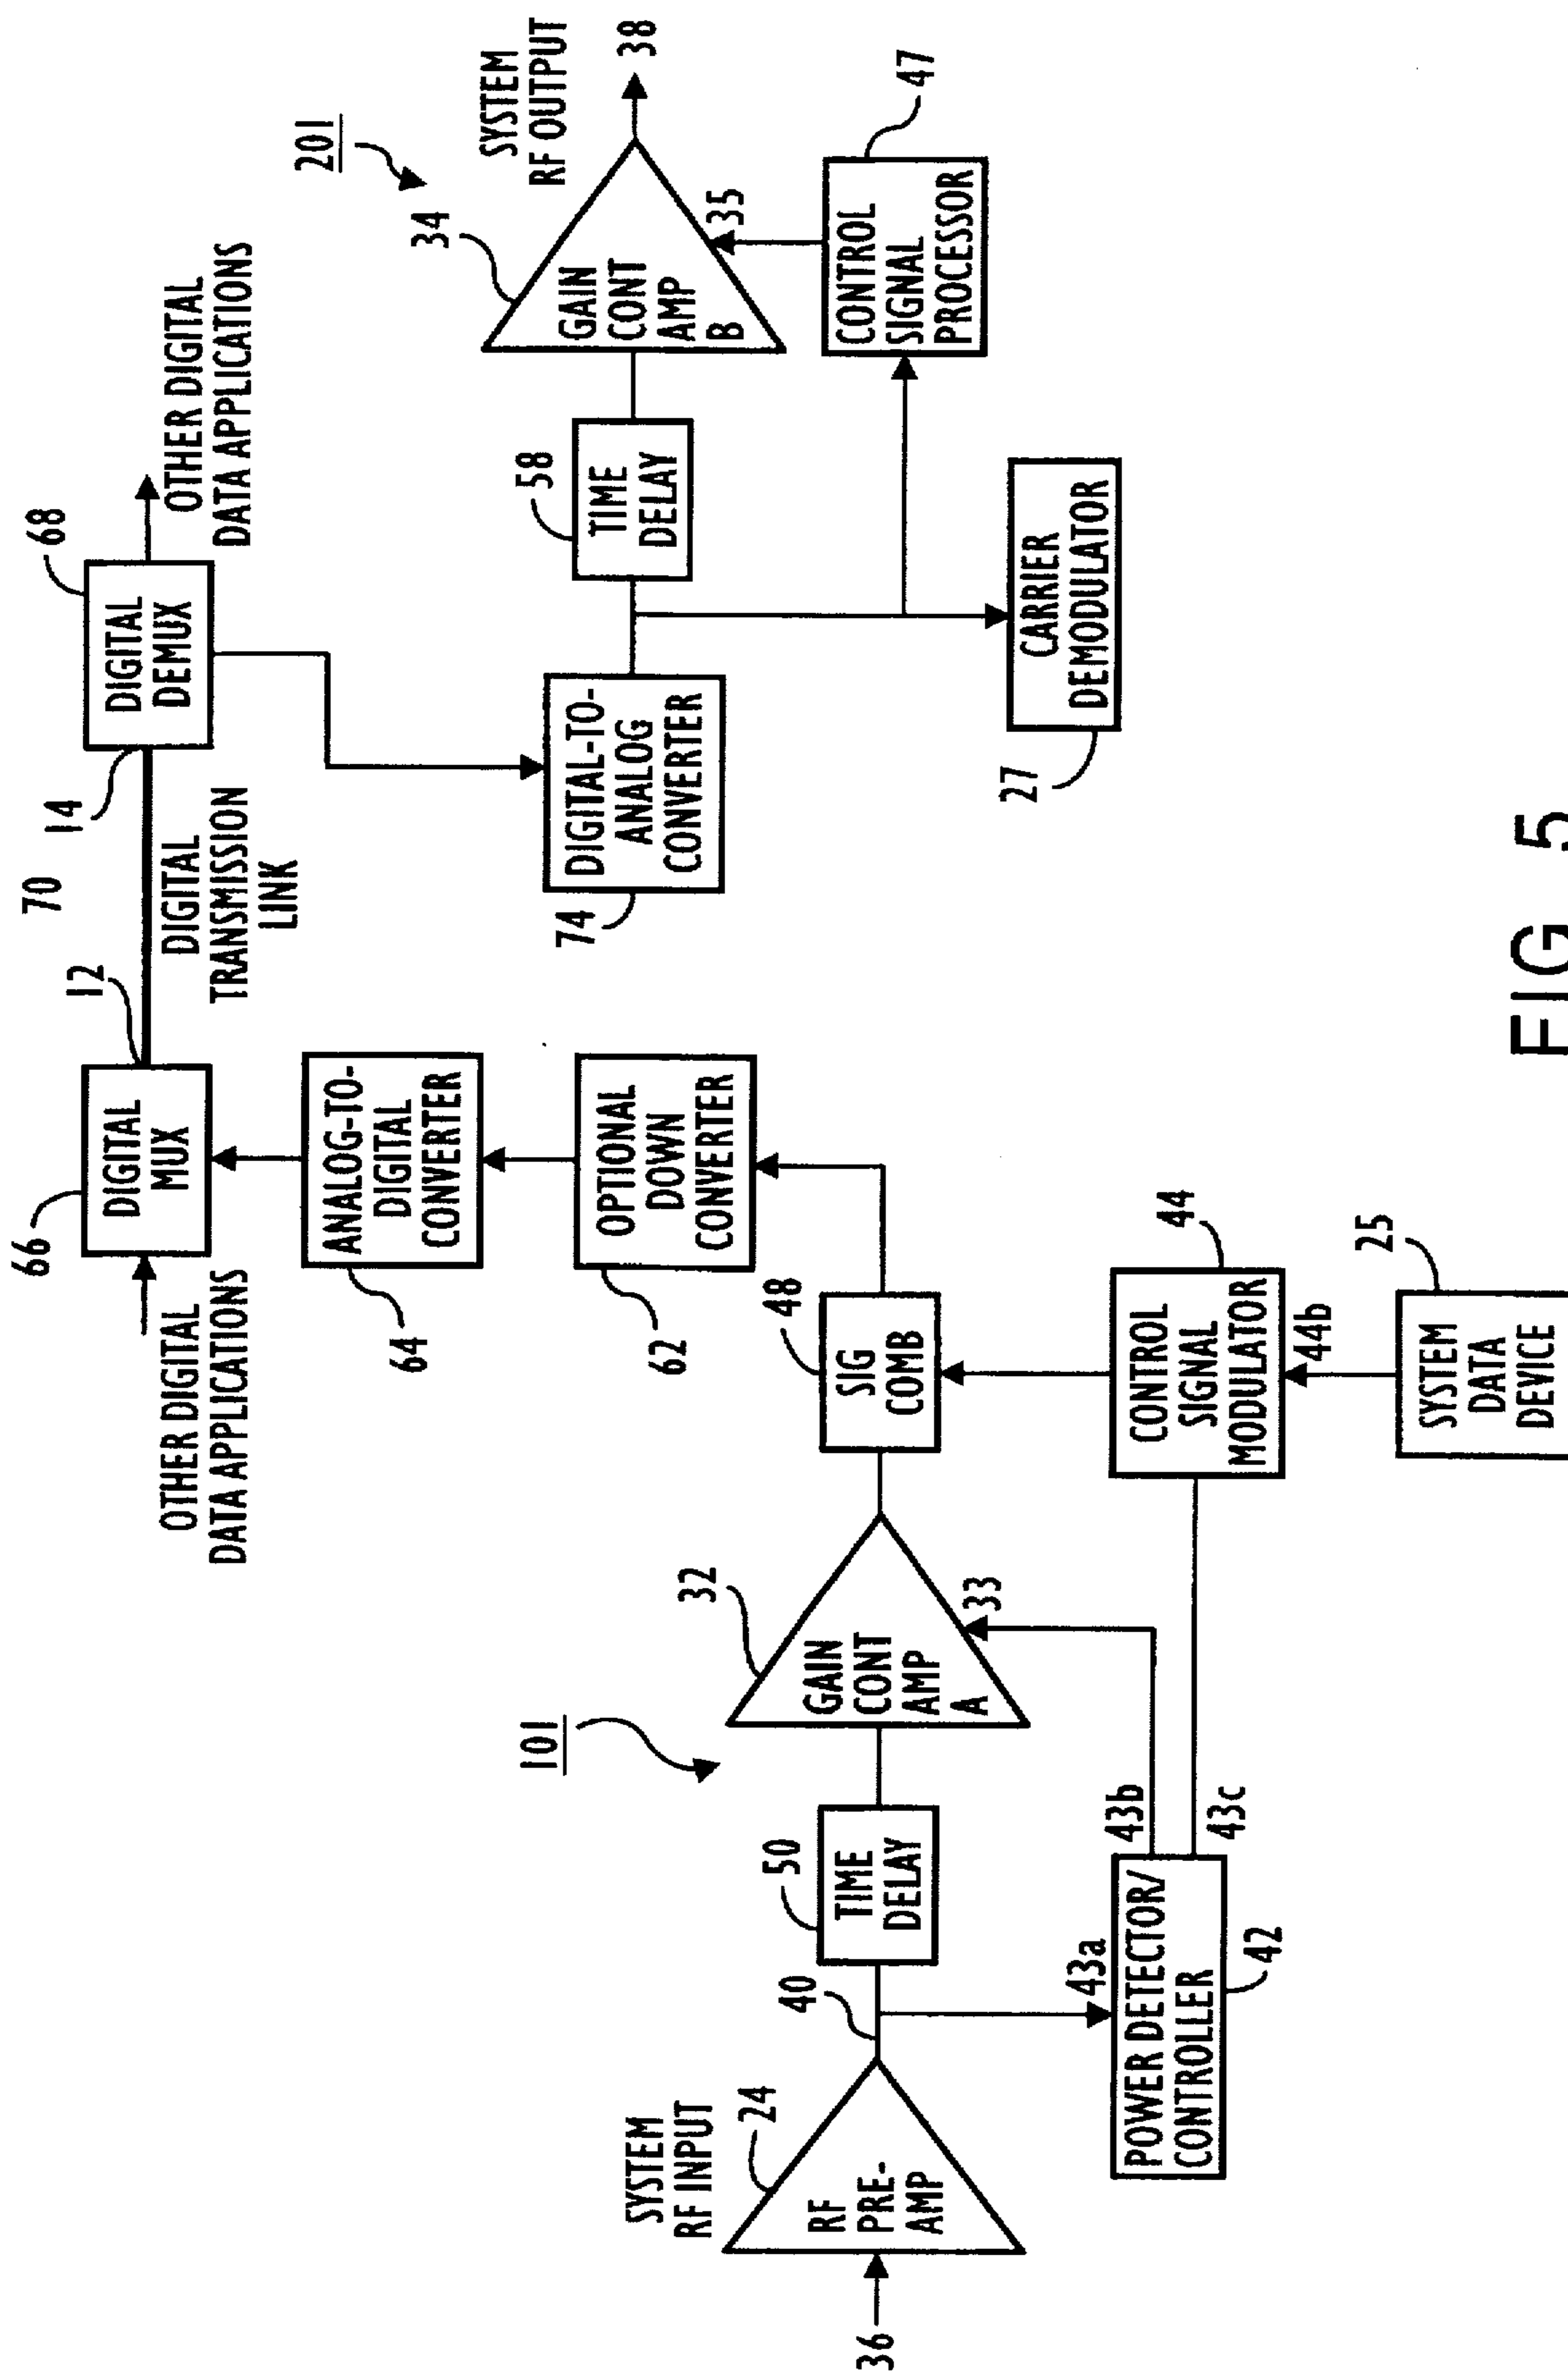 66
OTHER DIGITAL
DATA APPLICATIONS
DIGITAL
MUX
12
70
DIGITAL
TRANSMISSION
LINK
14
DIGITAL
DEMUX
68
OTHER DIGITAL
DATA APPLICATIONS
ANALOG-TO-
DIGITAL
CONVERTER
64
OPTIONAL
DOWN
CONVERTER
62
DIGITAL-TO-
ANALOG
CONVERTER
74
TIME
DELAY
58
GAIN
CONT
AMP
B
34
35
201
SYSTEM
RF OUTPUT
38
CONTROL
SIGNAL
PROCESSOR
47
CARRIER
DEMODULATOR
27
SYSTEM
RF INPUT
36
RF
PRE-
AMP
24
40
TIME
DELAY
50
101
GAIN
CONT
AMP
A
32
33
SIG
COMB
48
43a
43b
43c
POWER DETECTOR/
CONTROLLER
42
CONTROL
SIGNAL
MODULATOR
44
44b
SYSTEM
DATA
DEVICE
25
FIG 5